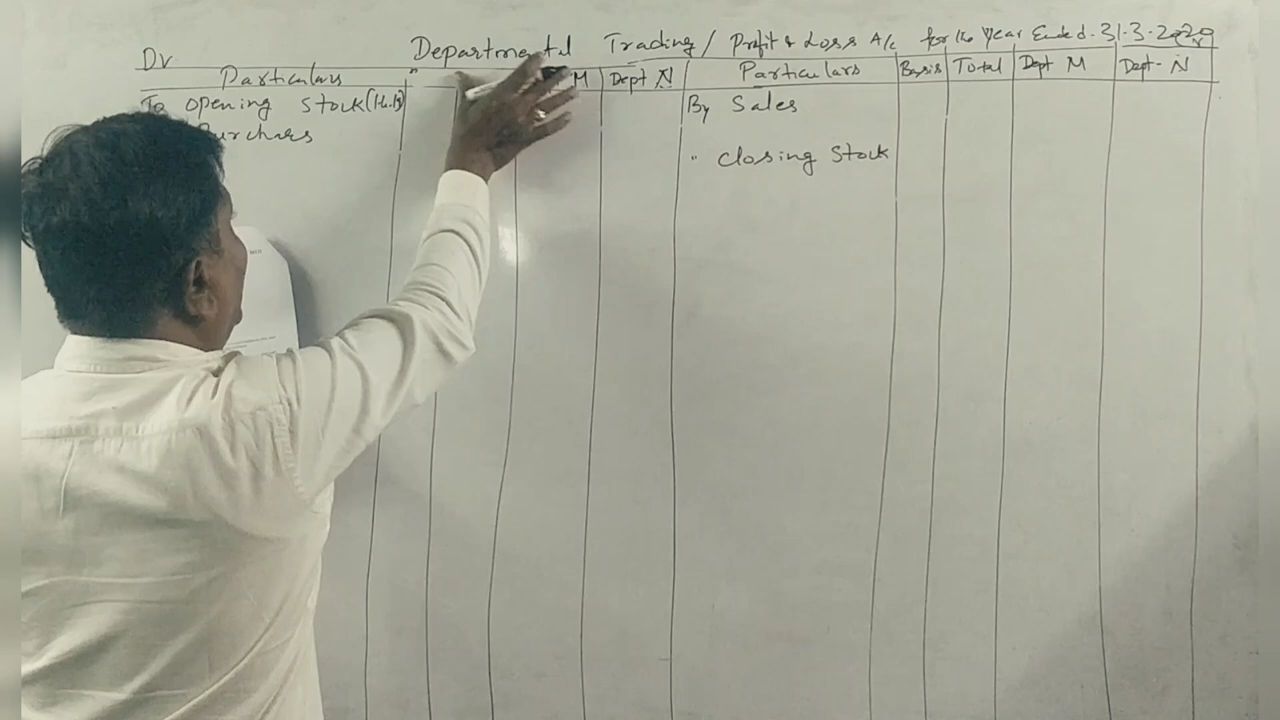 Dr Departmental Trading / Profit & Loss A/c for the Year Ended 31-3-2020
Particulars M Dept N Particulars Basis Total Dept M Dept- N
To opening Stock By Sales
Purchases
" Closing Stock